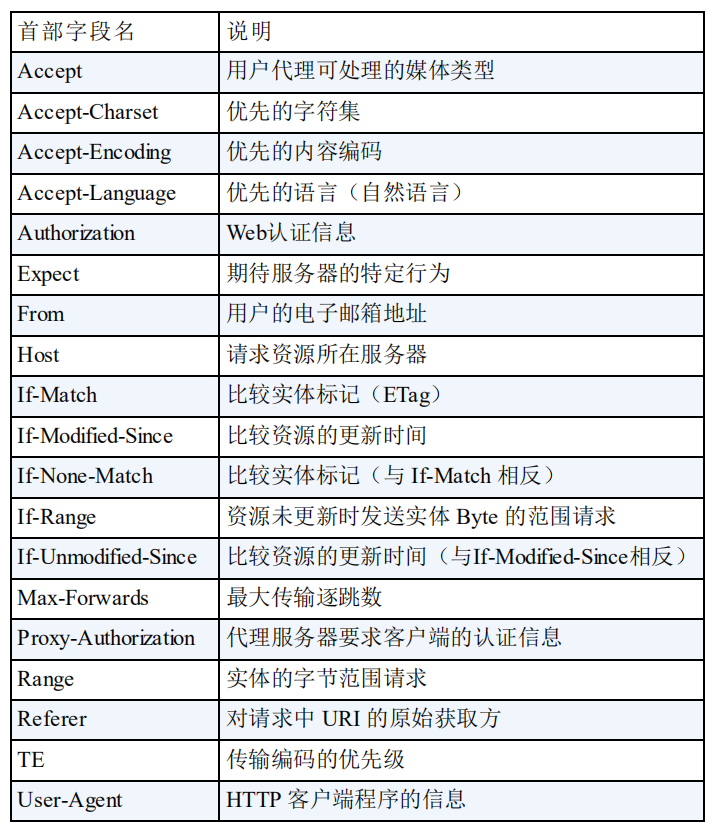 首部字段名 说明
Accept 用户代理可处理的媒体类型
Accept-Charset 优先的字符集
Accept-Encoding 优先的内容编码
Accept-Language 优先的语言（自然语言）
Authorization Web认证信息
Expect 期待服务器的特定行为
From 用户的电子邮箱地址
Host 请求资源所在服务器
If-Match 比较实体标记（ETag）
If-Modified-Since 比较资源的更新时间
If-None-Match 比较实体标记（与 If-Match 相反）
If-Range 资源未更新时发送实体 Byte 的范围请求
If-Unmodified-Since 比较资源的更新时间（与If-Modified-Since相反）
Max-Forwards 最大传输逐跳数
Proxy-Authorization 代理服务器要求客户端的认证信息
Range 实体的字节范围请求
Referer 对请求中 URI 的原始获取方
TE 传输编码的优先级
User-Agent HTTP 客户端程序的信息